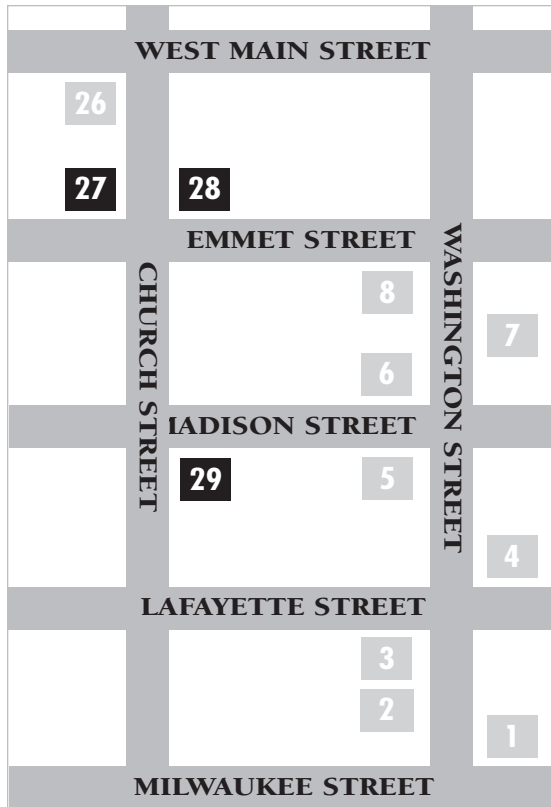 WEST MAIN STREET
26
27
28
EMMET STREET
CHURCH STREET
WASHINGTON STREET
8
7
6
IADISON STREET
29
5
4
LAFAYETTE STREET
3
2
1
MILWAUKEE STREET